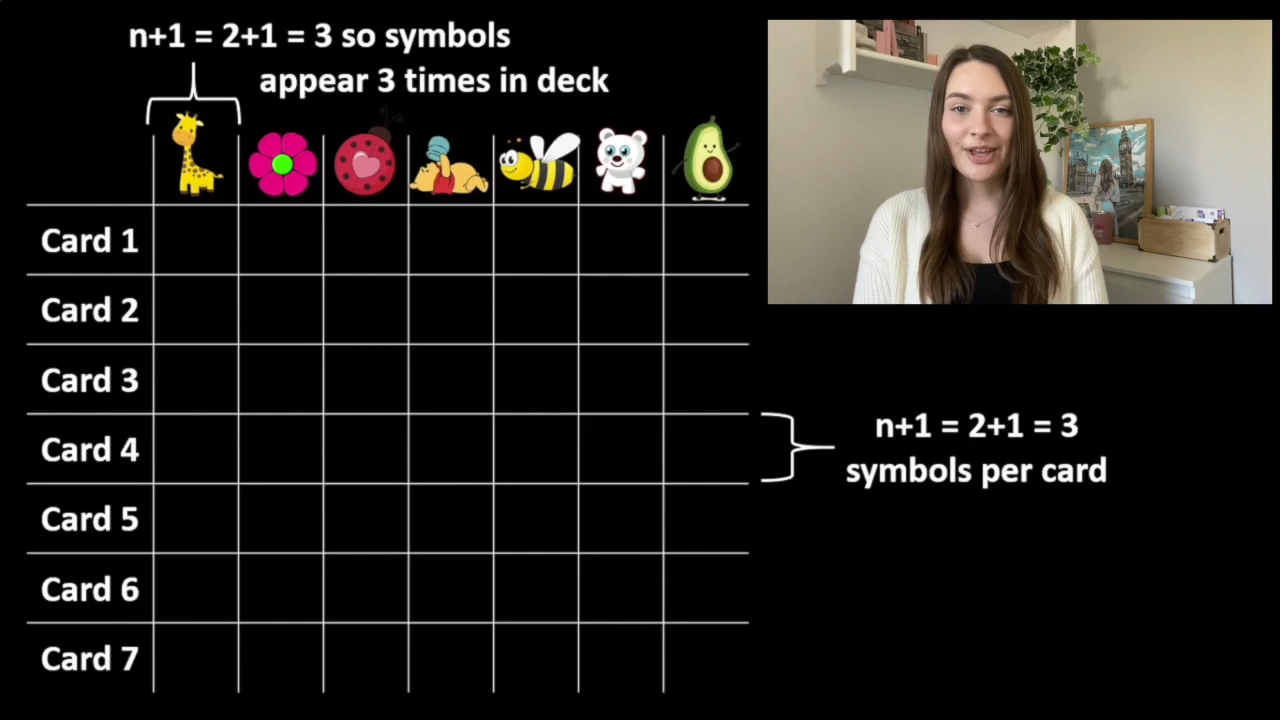 n+1 = 2+1 = 3 so symbols
appear 3 times in deck
Card 1
Card 2
Card 3
Card 4
n+1 = 2+1 = 3
symbols per card
Card 5
Card 6
Card 7